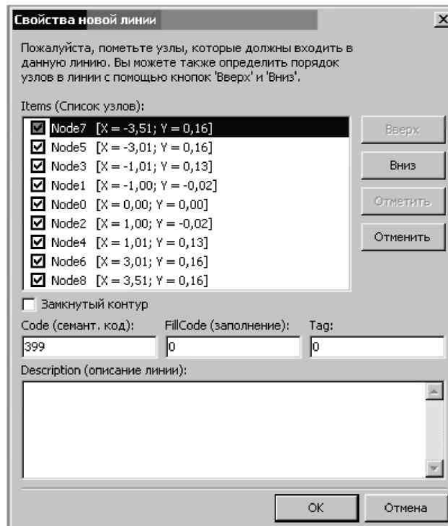 Свойства новой линии
Пожалуйста, пометьте узлы, которые должны входить в
данную линию. Вы можете также определить порядок
узлов в линии с помощью кнопок 'Вверх' и 'Вниз'.
Items (Список узлов):
Node7 [X = -3,51; Y = 0,16]
Node5 [X = -3,01; Y = 0,16]
Node3 [X = -1,01; Y = 0,13]
Node1 [X = -1,00; Y = -0,02]
Node0 [X = 0,00; Y = 0,00]
Node2 [X = 1,00; Y = -0,02]
Node4 [X = 1,01; Y = 0,13]
Node6 [X = 3,01; Y = 0,16]
Node8 [X = 3,51; Y = 0,16]
Вверх
Вниз
Отметить
Отменить
Замкнутый контур
Code (семант. код): FillCode (заполнение): Tag:
399 0 0
Description (описание линии):
OK Отмена